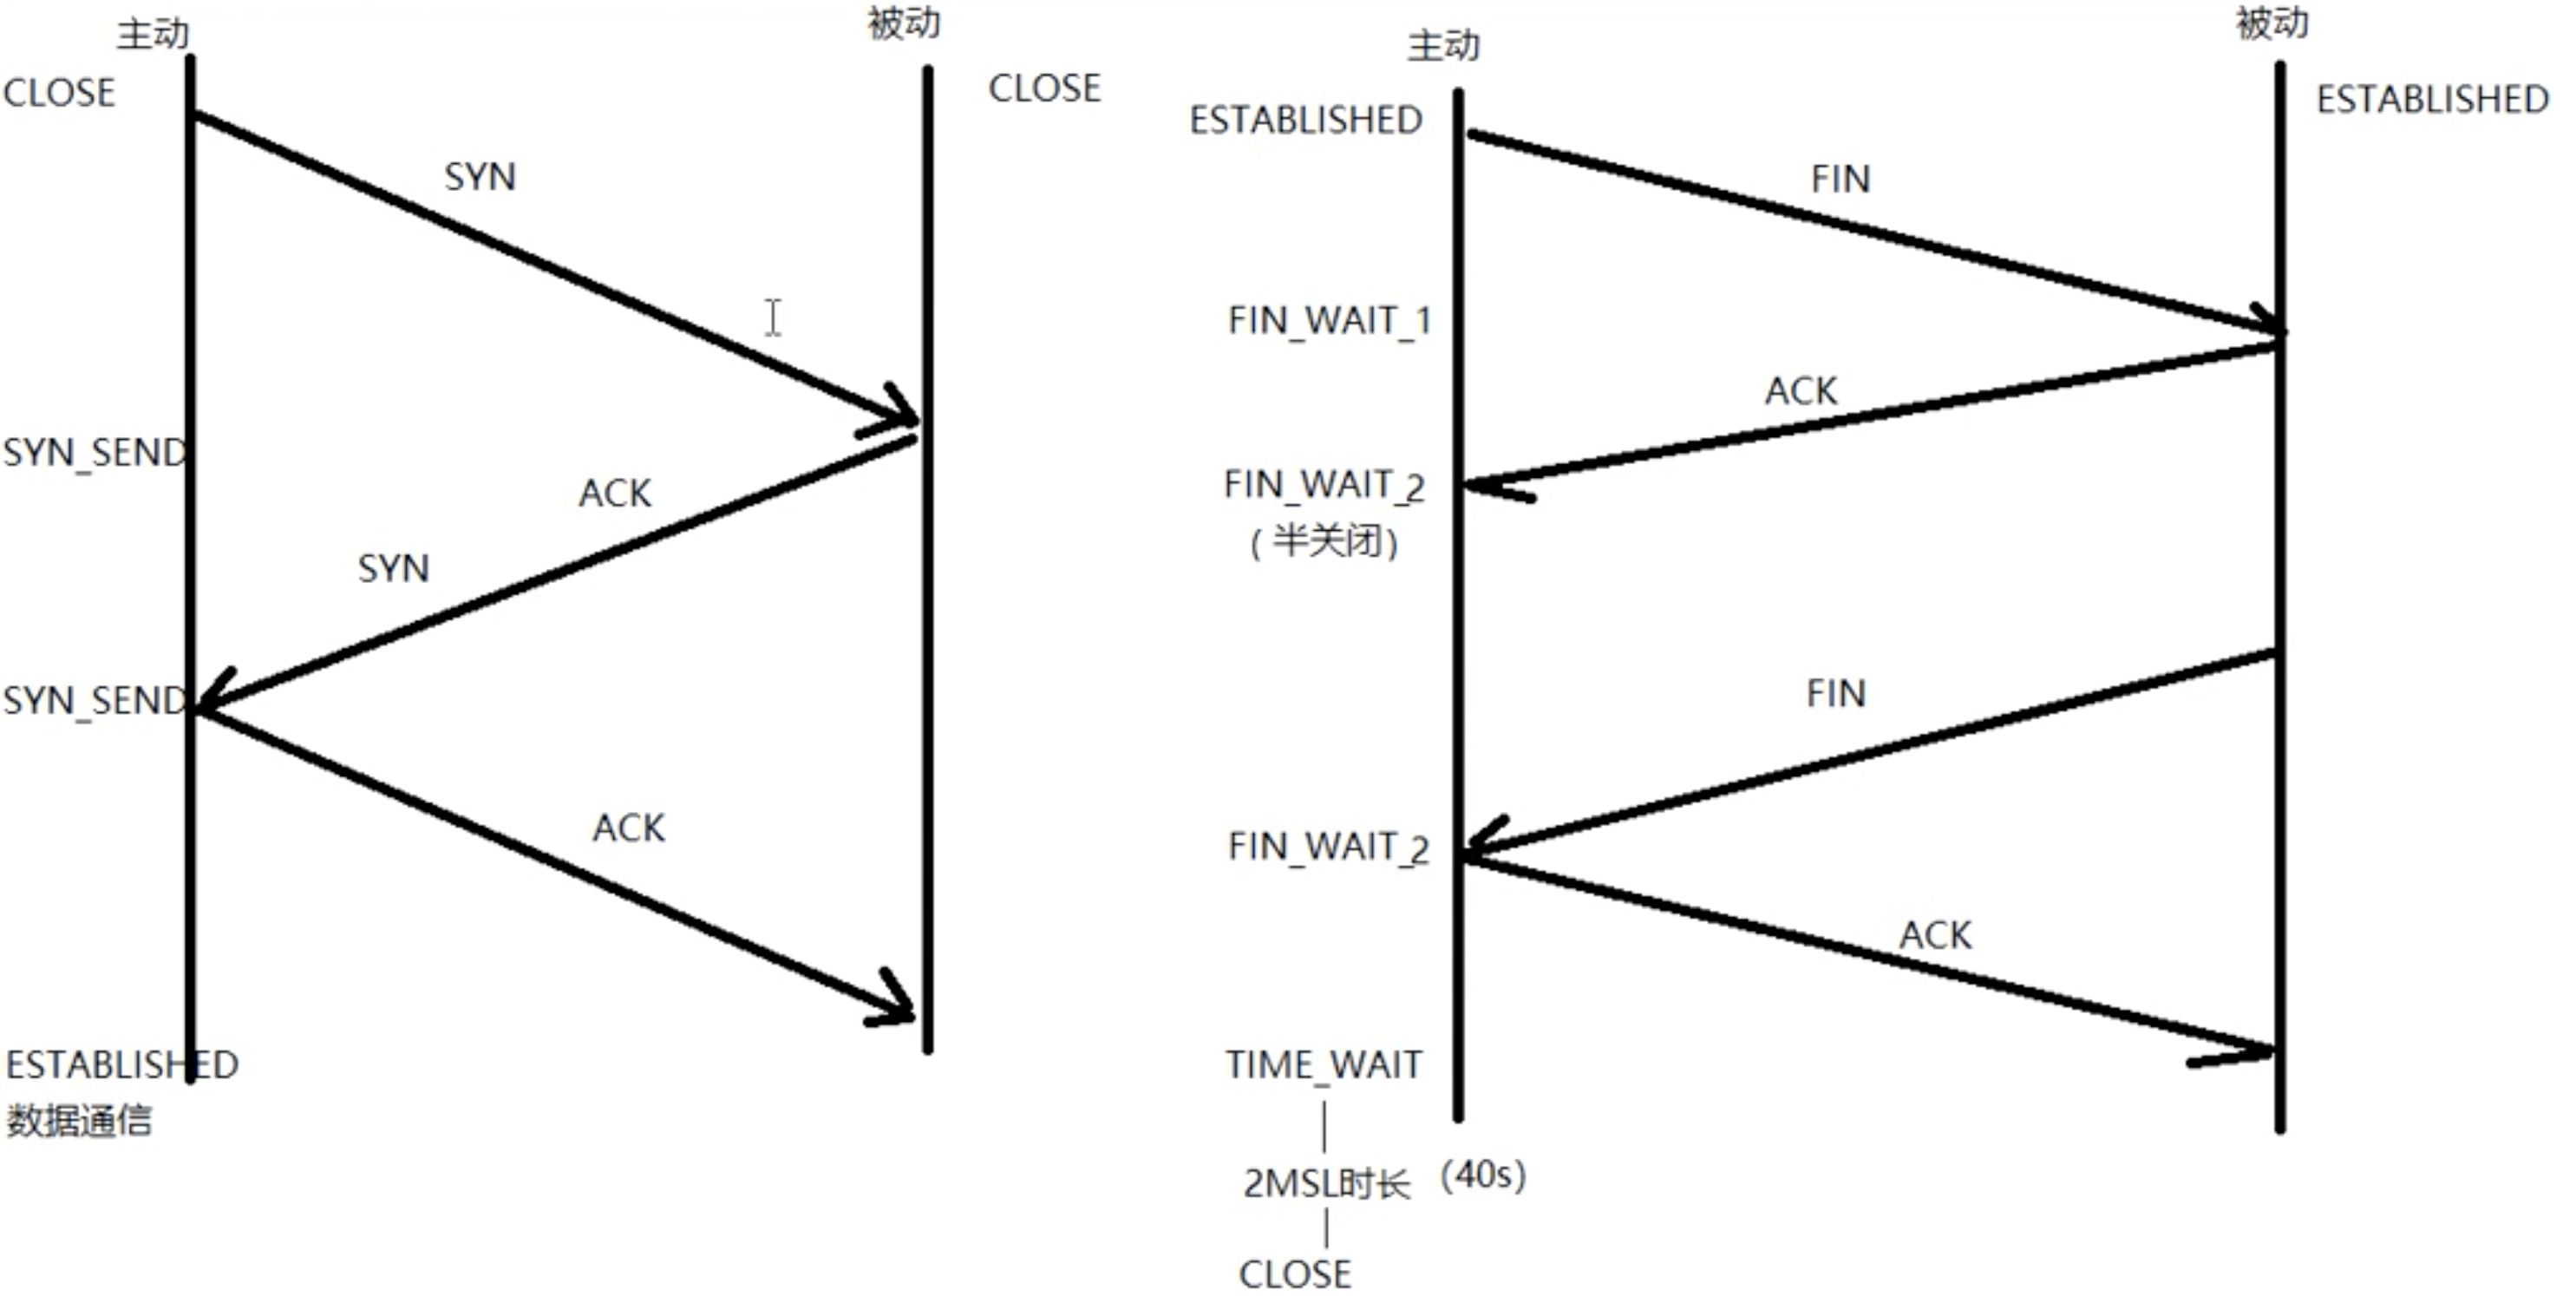 主动
被动
CLOSE
CLOSE
SYN
SYN_SEND
ACK
SYN
SYN_SEND
ACK
ESTABLISHED
数据通信
主动
被动
ESTABLISHED
ESTABLISHED
FIN
FIN_WAIT_1
ACK
FIN_WAIT_2
(半关闭)
FIN
FIN_WAIT_2
ACK
TIME_WAIT
2MSL时长 (40s)
CLOSE